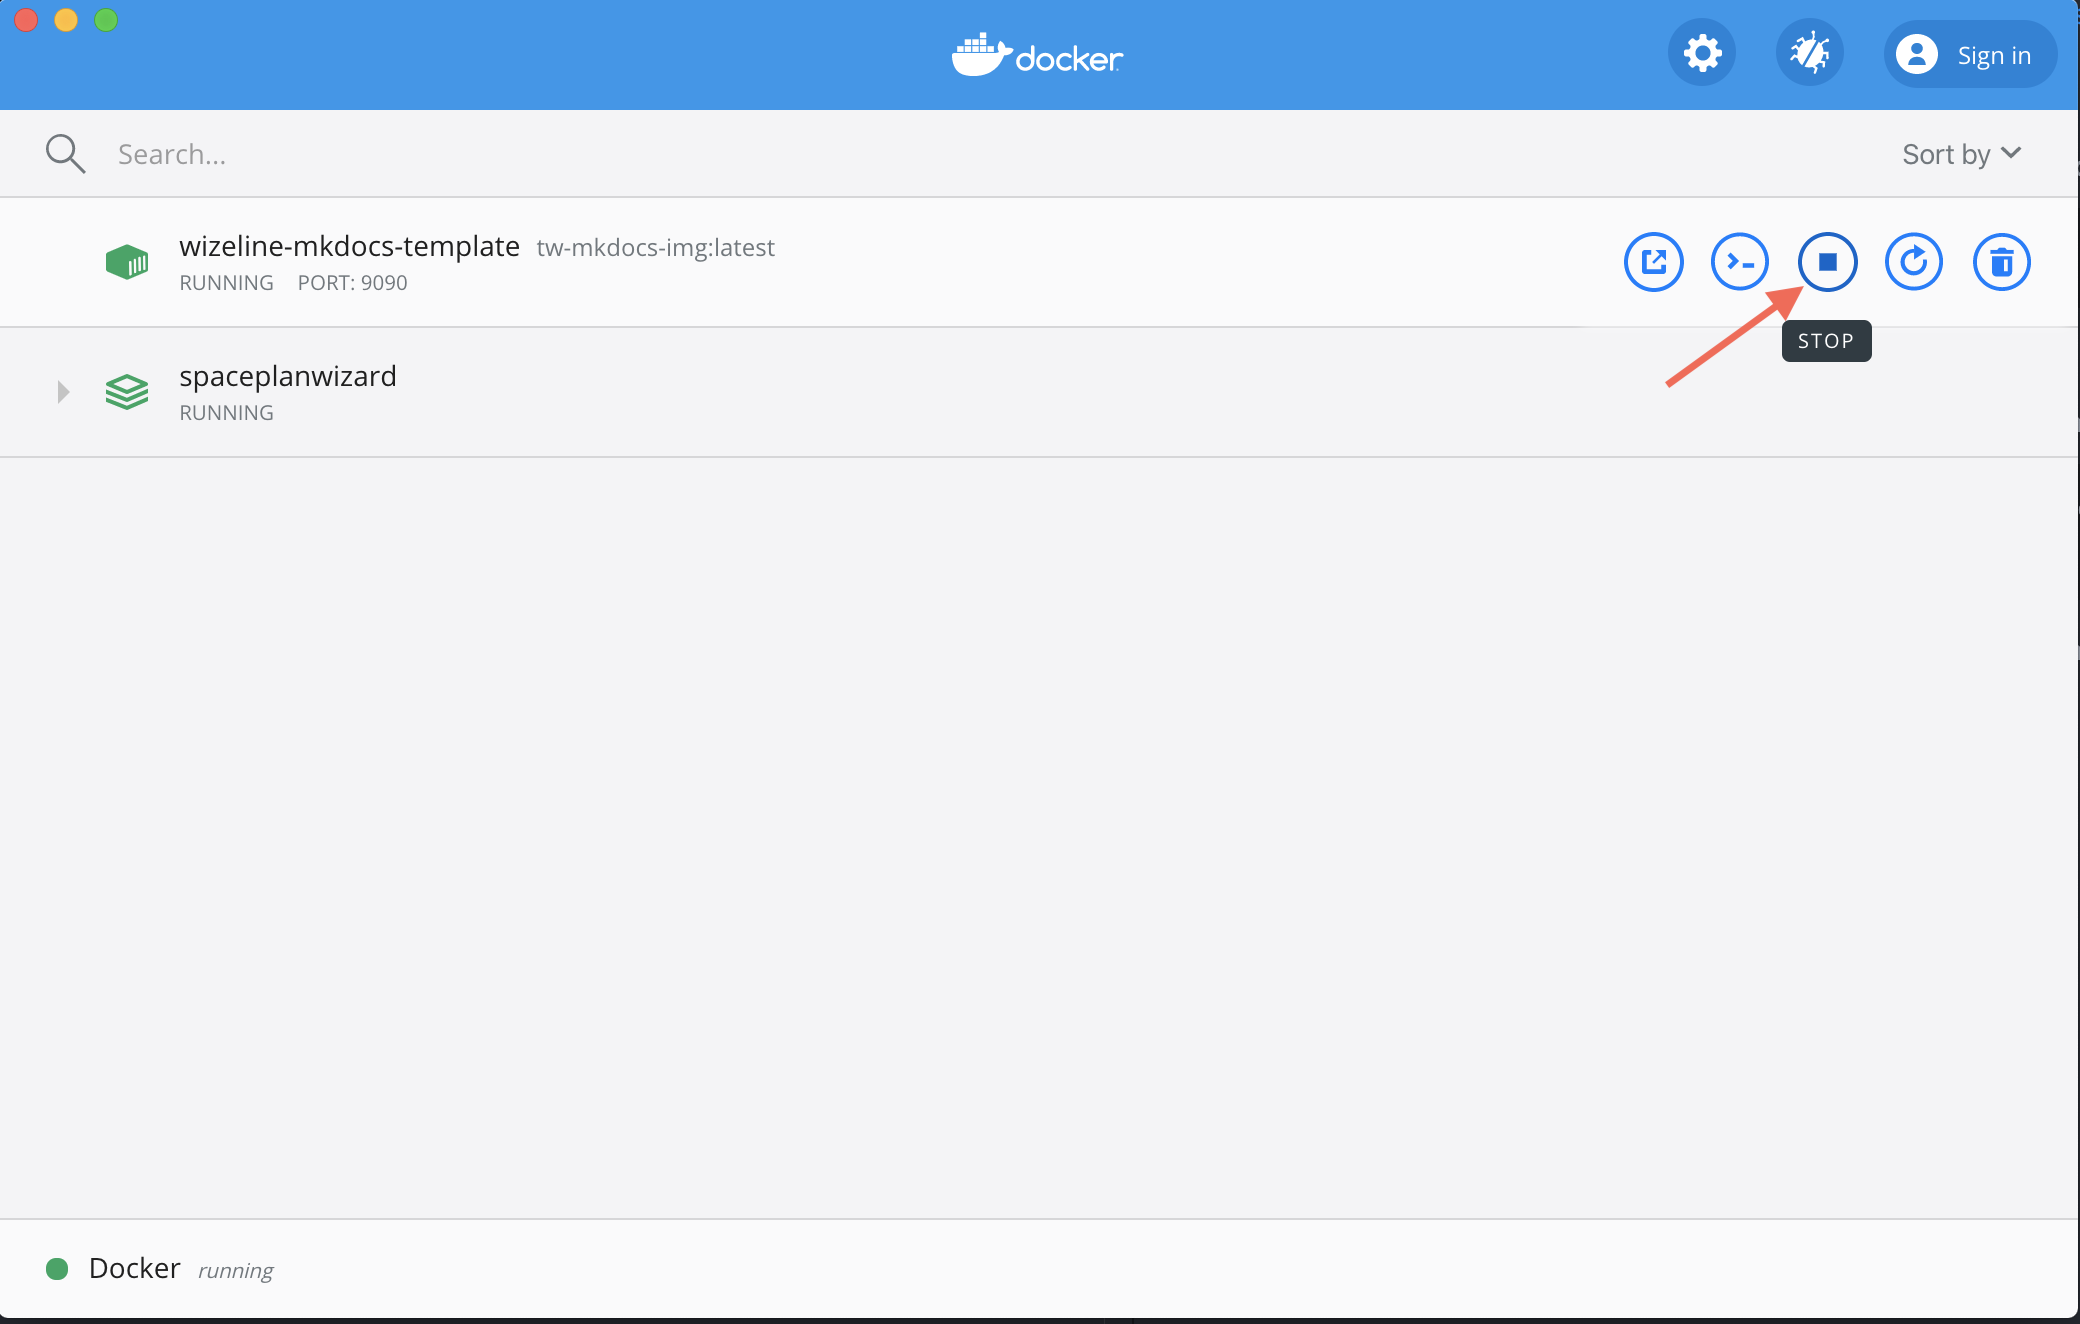 docker
Sign in
Search...
Sort by
wizeline-mkdocs-template tw-mkdocs-img:latest
RUNNING PORT: 9090
STOP
spaceplanwizard
RUNNING
Docker running